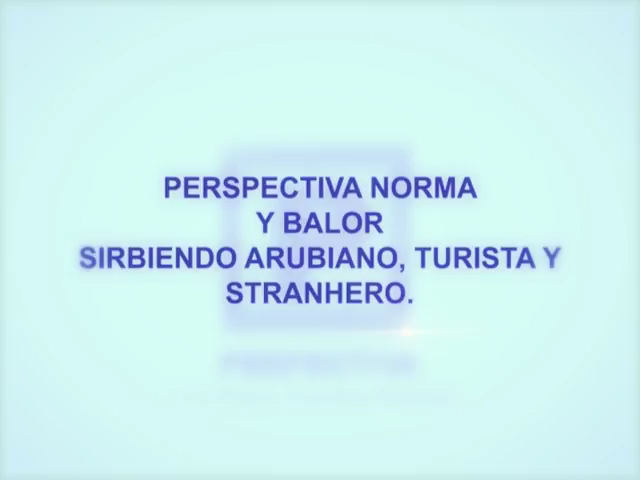 PERSPECTIVA NORMA
Y BALOR
SIRBIENDO ARUBIANO, TURISTA Y
STRANHERO.